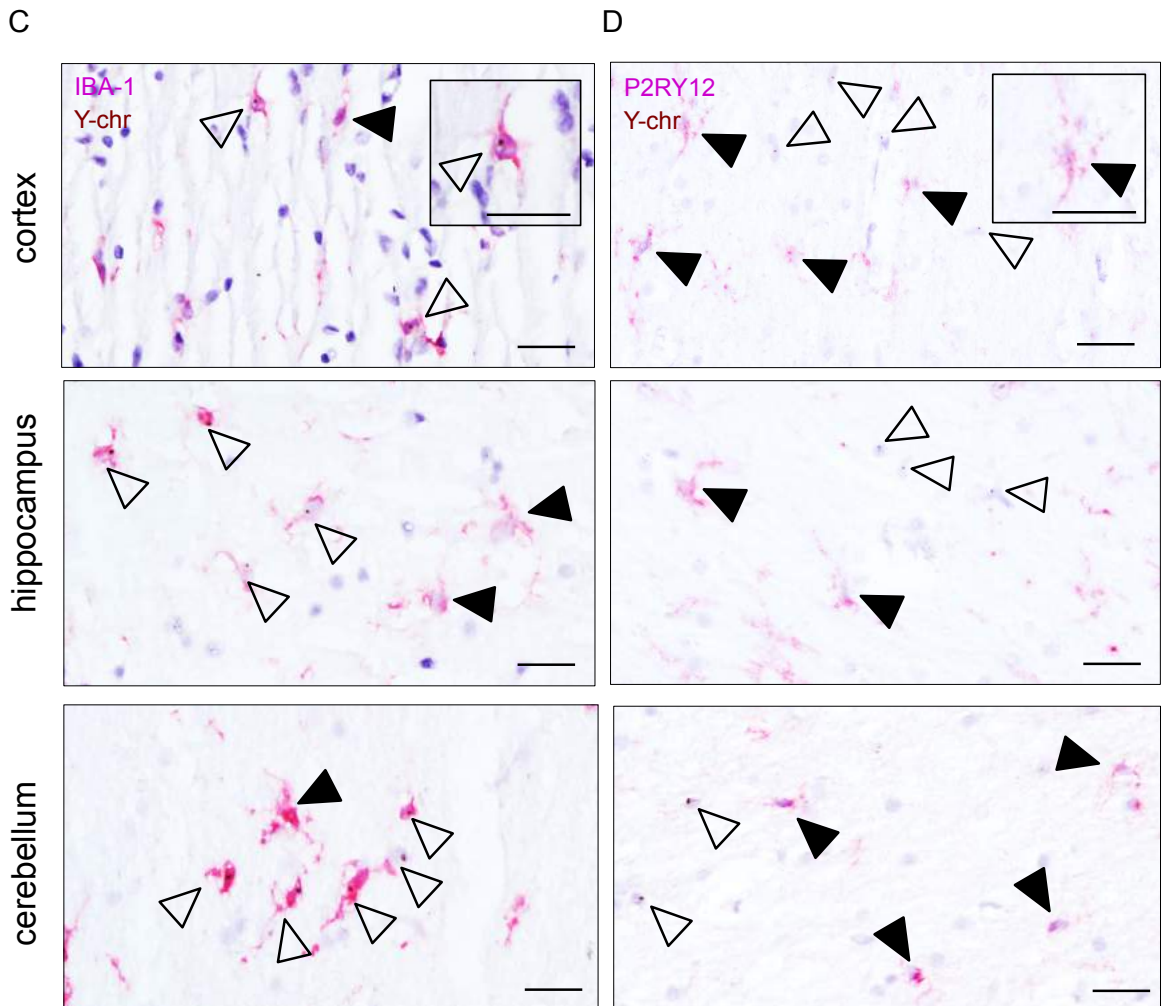 C
D
IBA-1
Y-chr
P2RY12
Y-chr
cortex
hippocampus
cerebellum